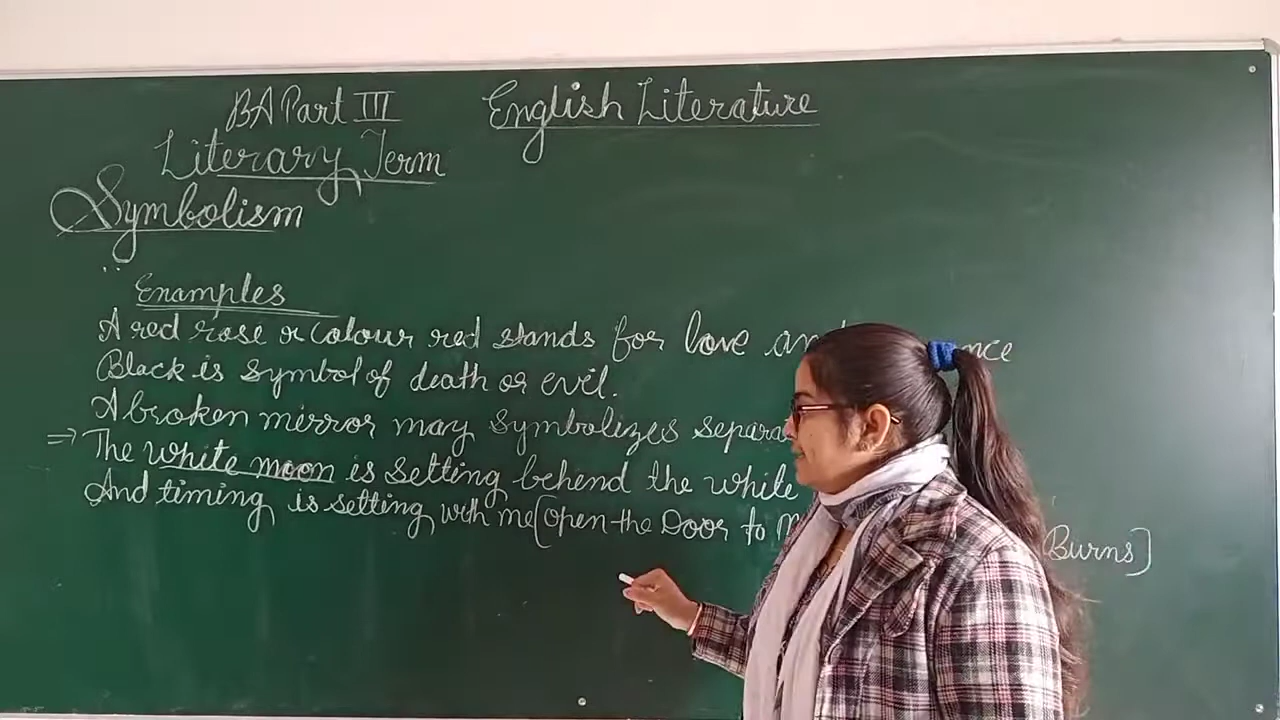 BA Part III English Literature
Literary Term
Symbolism
Examples
A red rose or colour red stands for love
Black is symbol of death or evil.
A broken mirror may symbolizes
⇒ The white moon is setting behend the white
And timing is setting with me [open the Door to Burns]